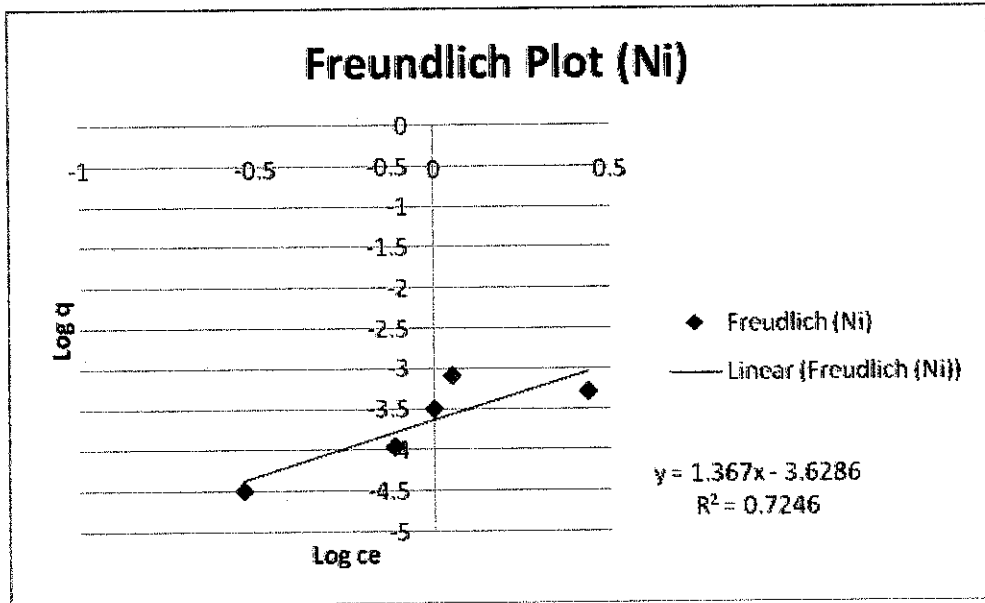 Freundlich Plot (Ni)
0
-1 -0.5 -0.5 0 0.5
-1
-1.5
-2
-2.5
-3
-3.5
-4
-4.5
-5
Log q
Log ce
Freudlich (Ni)
Linear (Freudlich (Ni))
y = 1.367x - 3.6286
R² = 0.7246